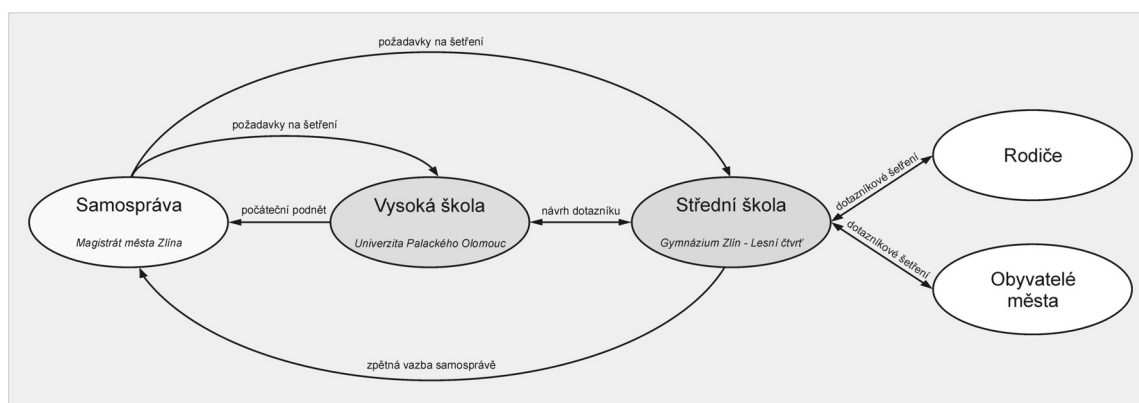 požadavky na šetření
požadavky na šetření
Samospráva
Magistrát města Zlína
počáteční podnět
Vysoká škola
Univerzita Palackého Olomouc
návrh dotazníku
Střední škola
Gymnázium Zlín - Lesní čtvrť
dotazníkové šetření
Rodiče
dotazníkové šetření
Obyvatelé
města
zpětná vazba samosprávě